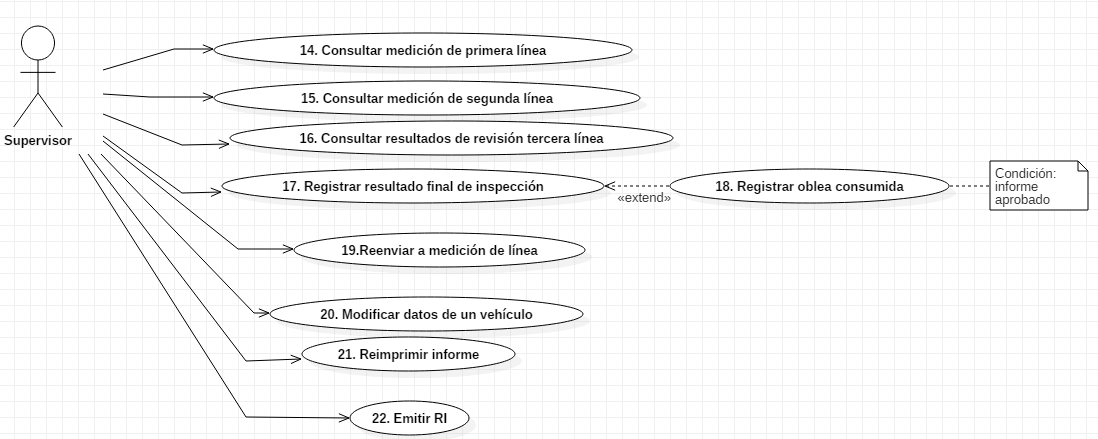 14. Consultar medición de primera línea
15. Consultar medición de segunda línea
Supervisor
16. Consultar resultados de revisión tercera línea
17. Registrar resultado final de inspección
«extend»
18. Registrar oblea consumida
Condición:
informe
aprobado
19.Reenviar a medición de línea
20. Modificar datos de un vehículo
21. Reimprimir informe
22. Emitir RI